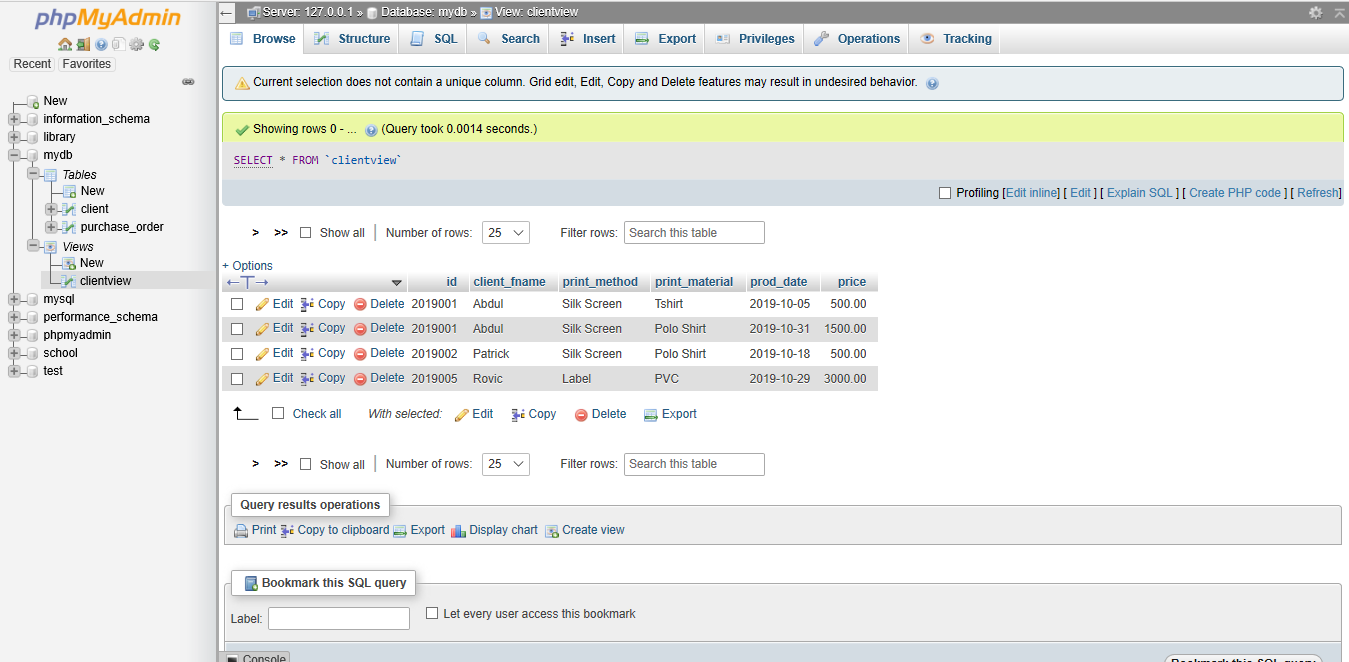 phpMyAdmin
Recent Favorites
New
information_schema
library
mydb
Tables
New
client
purchase_order
Views
New
clientview
mysql
performance_schema
phpmyadmin
school
test
Server: 127.0.0.1 » Database: mydb » View: clientview
Browse Structure SQL Search Insert Export Privileges Operations Tracking
Current selection does not contain a unique column. Grid edit, Edit, Copy and Delete features may result in undesired behavior.
Showing rows 0 - ... (Query took 0.0014 seconds.)
SELECT * FROM `clientview`
Profiling [Edit inline] [ Edit ] [ Explain SQL ] [ Create PHP code ] [ Refresh]
> >> Show all | Number of rows: 25 Filter rows: Search this table
+ Options
←T→ id client_fname print_method print_material prod_date price
Edit Copy Delete 2019001 Abdul Silk Screen Tshirt 2019-10-05 500.00
Edit Copy Delete 2019001 Abdul Silk Screen Polo Shirt 2019-10-31 1500.00
Edit Copy Delete 2019002 Patrick Silk Screen Polo Shirt 2019-10-18 500.00
Edit Copy Delete 2019005 Rovic Label PVC 2019-10-29 3000.00
Check all With selected: Edit Copy Delete Export
> >> Show all | Number of rows: 25 Filter rows: Search this table
Query results operations
Print Copy to clipboard Export Display chart Create view
Bookmark this SQL query
Label: Let every user access this bookmark
Console Bookmark this SQL query